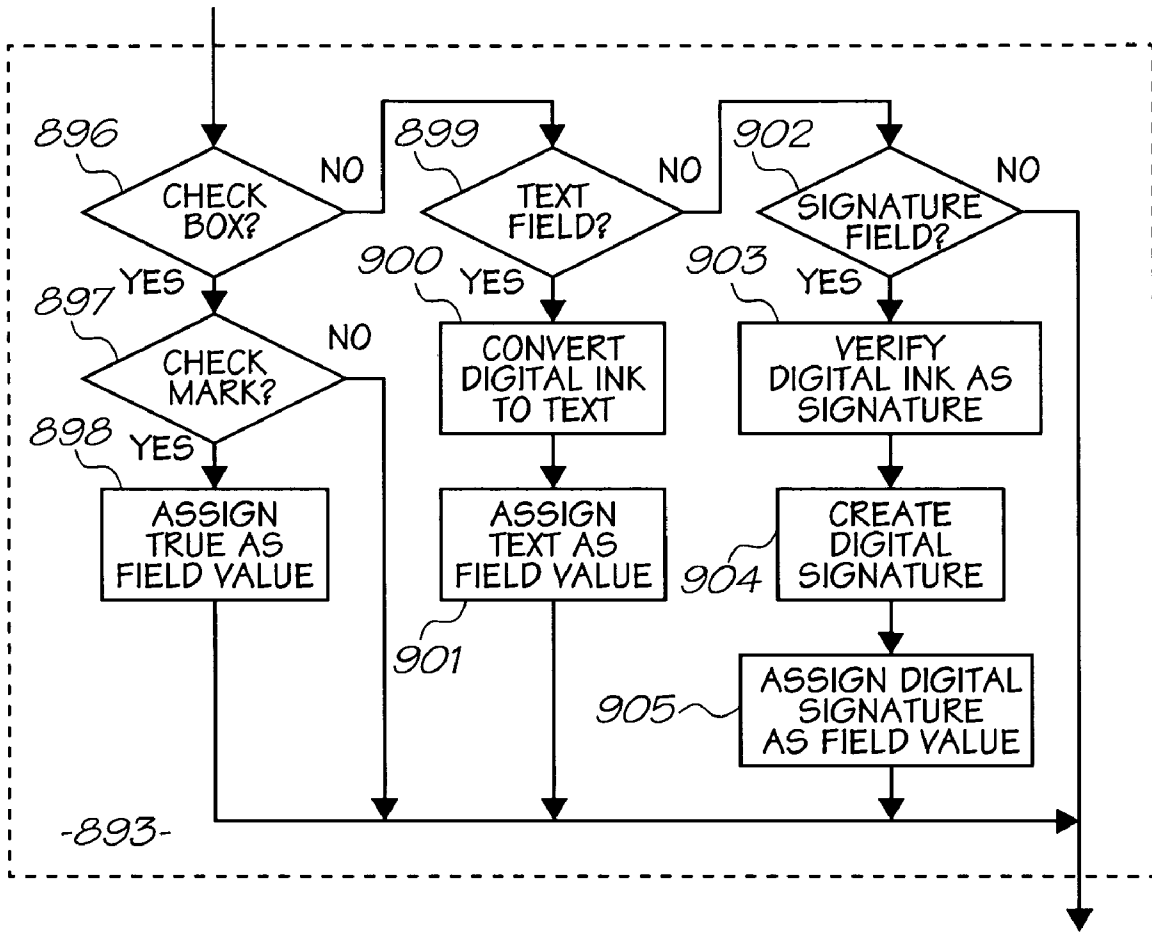 896
CHECK
BOX?
NO
YES
899
TEXT
FIELD?
NO
YES
902
SIGNATURE
FIELD?
NO
YES
897
CHECK
MARK?
NO
YES
900
CONVERT
DIGITAL INK
TO TEXT
903
VERIFY
DIGITAL INK AS
SIGNATURE
898
ASSIGN
TRUE AS
FIELD VALUE
ASSIGN
TEXT AS
FIELD VALUE
901
CREATE
DIGITAL
SIGNATURE
904
ASSIGN DIGITAL
SIGNATURE
AS FIELD VALUE
905
-893-